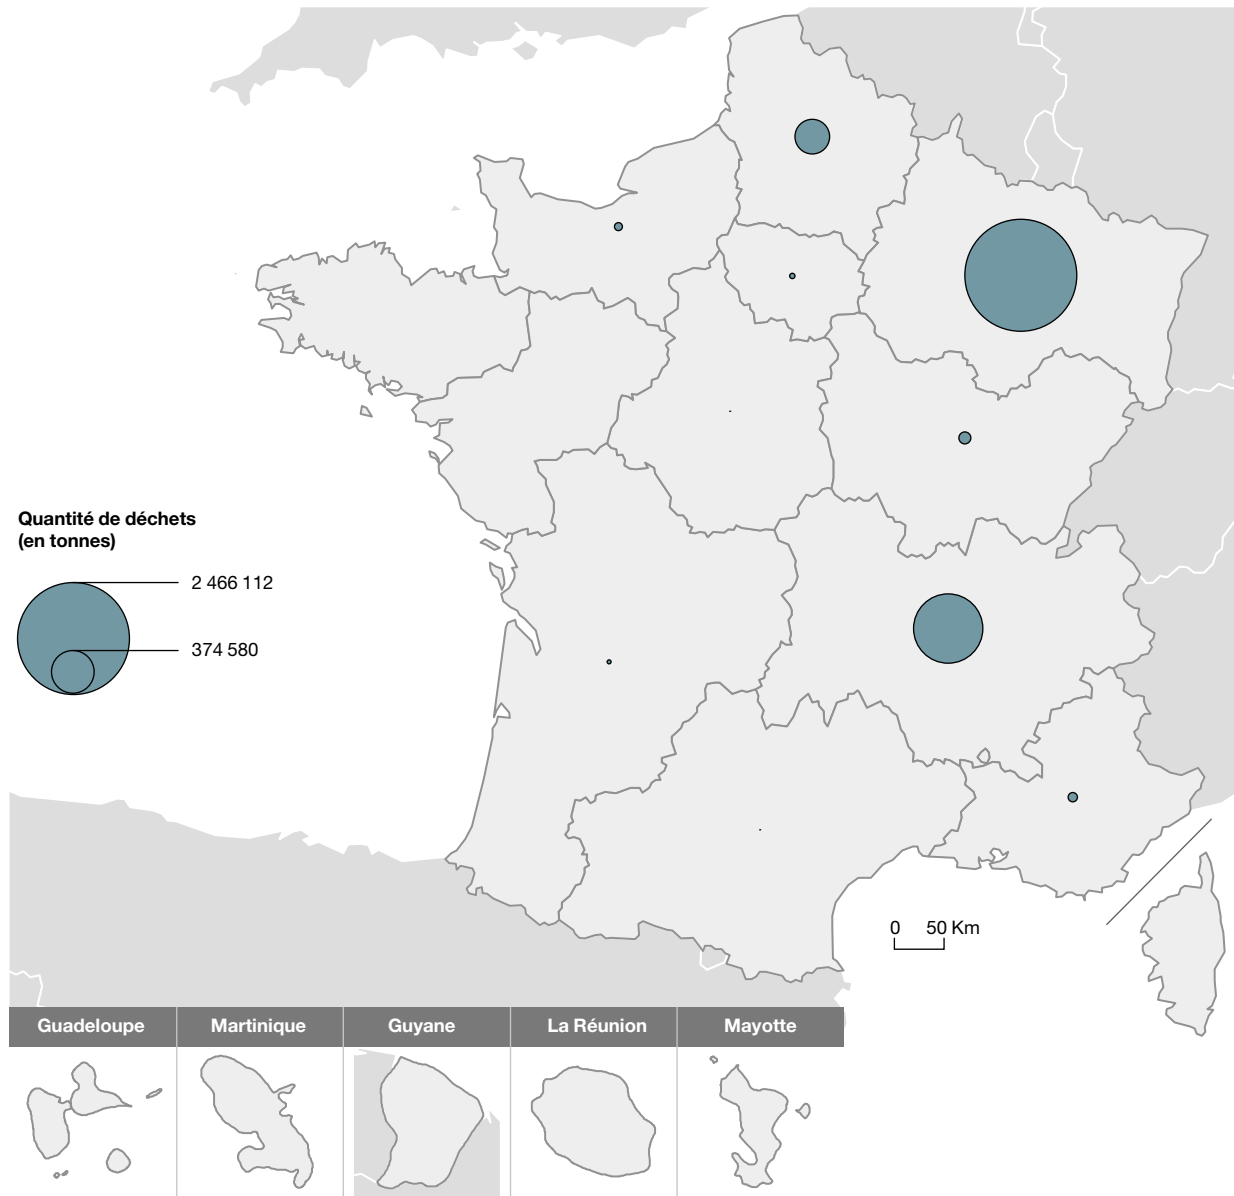 Quantité de déchets
(en tonnes)
2 466 112
374 580
0 50 Km
Guadeloupe
Martinique
Guyane
La Réunion
Mayotte